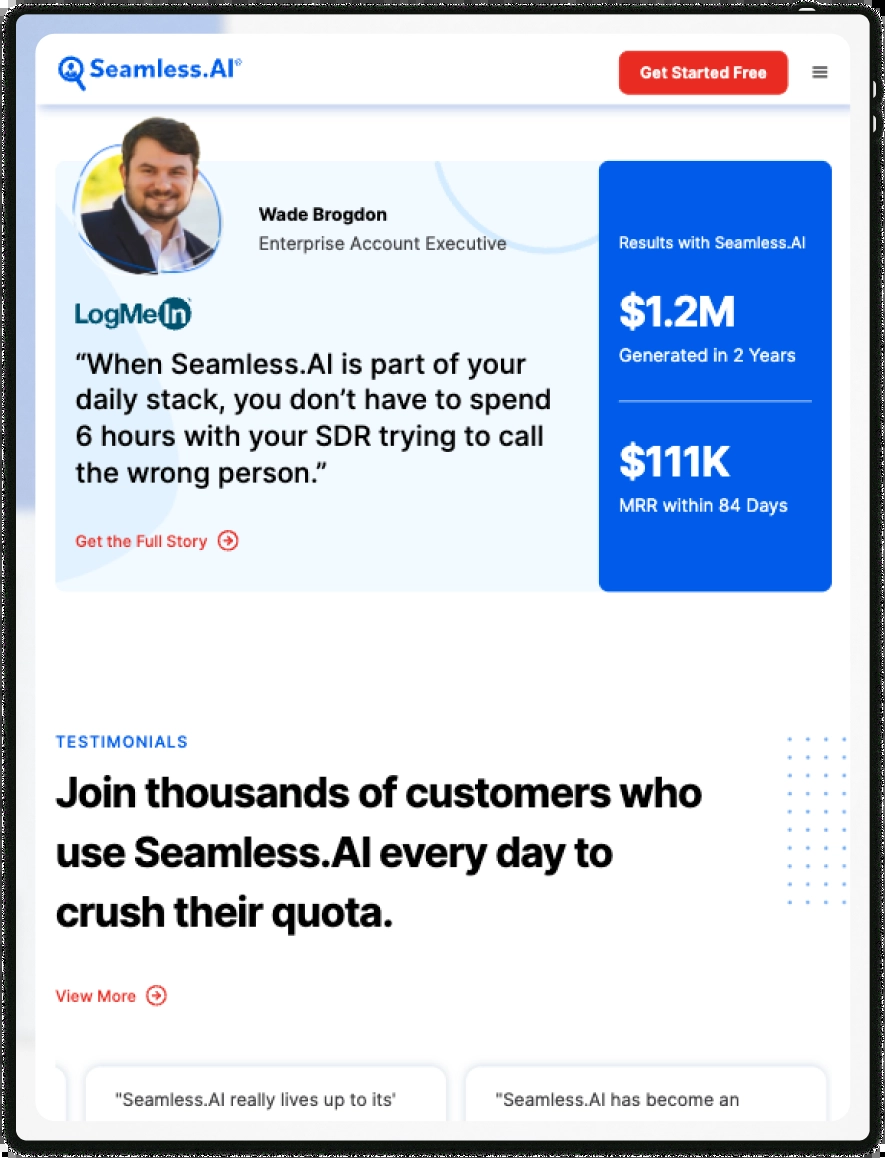 Seamless.AI®
Get Started Free
Wade Brogdon
Enterprise Account Executive
LogMeIn
Results with Seamless.AI
$1.2M
Generated in 2 Years
$111K
MRR within 84 Days
“When Seamless.AI is part of your
daily stack, you don’t have to spend
6 hours with your SDR trying to call
the wrong person.”
Get the Full Story
TESTIMONIALS
Join thousands of customers who
use Seamless.AI every day to
crush their quota.
View More
"Seamless.AI really lives up to its'
"Seamless.AI has become an